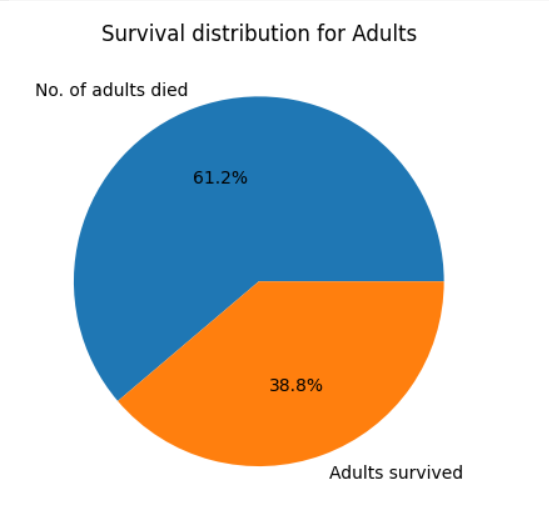 Survival distribution for Adults
No. of adults died
61.2%
38.8%
Adults survived